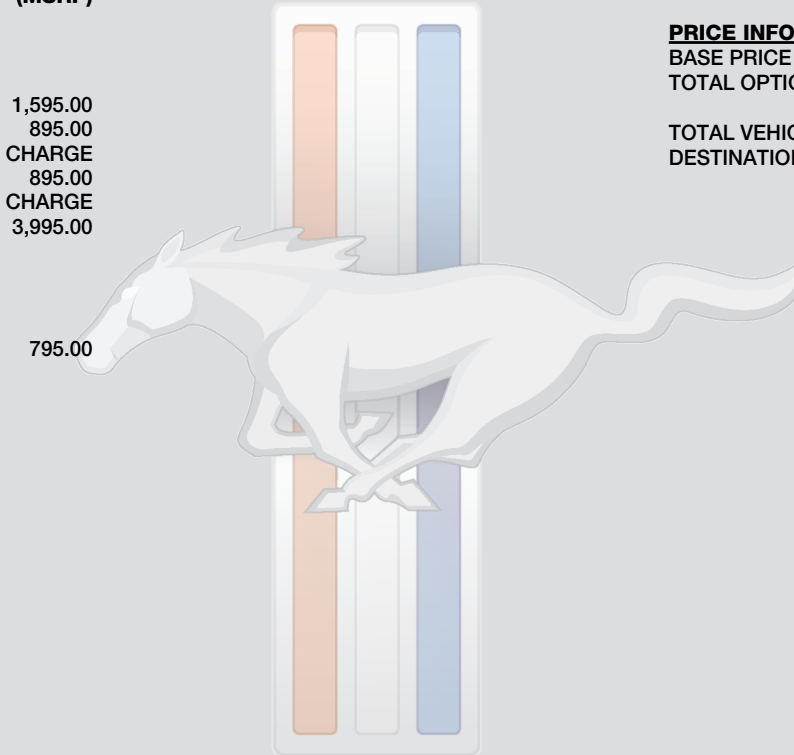 (MSRP)
1,595.00
895.00
CHARGE
895.00
CHARGE
3,995.00
795.00
PRICE INFO
BASE PRICE
TOTAL OPTIO
TOTAL VEHIC
DESTINATION